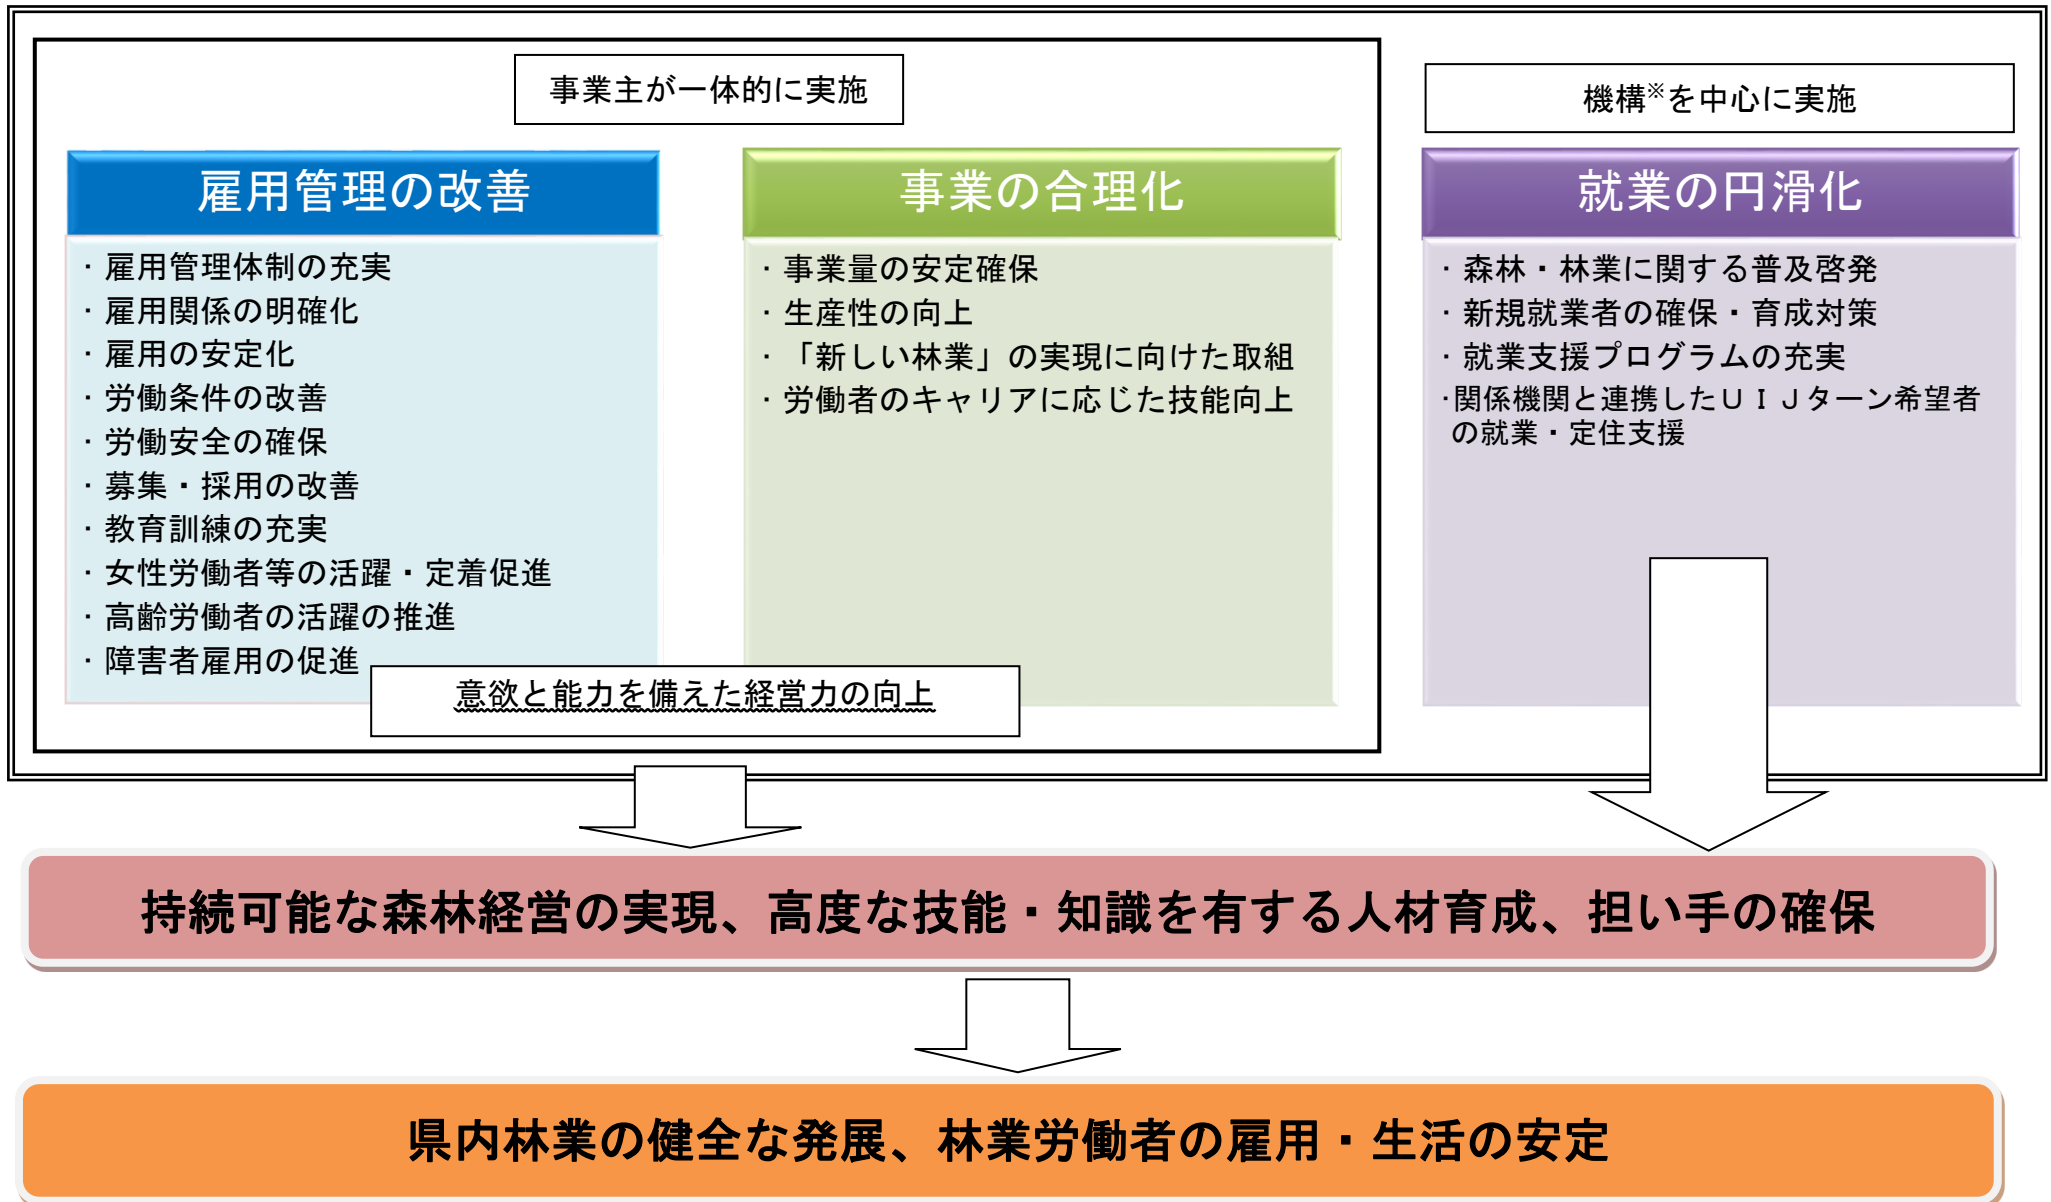 事業主が一体的に実施
雇用管理の改善
・雇用管理体制の充実
・雇用関係の明確化
・雇用の安定化
・労働条件の改善
・労働安全の確保
・募集・採用の改善
・教育訓練の充実
・女性労働者等の活躍・定着促進
・高齢労働者の活躍の推進
・障害者雇用の促進
事業の合理化
・事業量の安定確保
・生産性の向上
・「新しい林業」の実現に向けた取組
・労働者のキャリアに応じた技能向上
意欲と能力を備えた経営力の向上
機構※を中心に実施
就業の円滑化
・森林・林業に関する普及啓発
・新規就業者の確保・育成対策
・就業支援プログラムの充実
・関係機関と連携したＵＩＪターン希望者
の就業・定住支援
持続可能な森林経営の実現、高度な技能・知識を有する人材育成、担い手の確保
県内林業の健全な発展、林業労働者の雇用・生活の安定